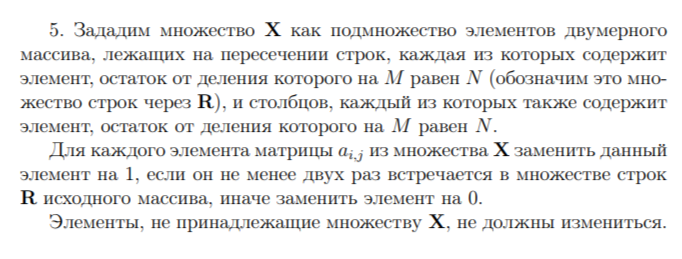 5. Зададим множество X как подмножество элементов двумерного
массива, лежащих на пересечении строк, каждая из которых содержит
элемент, остаток от деления которого на M равен N (обозначим это мно-
жество строк через R), и столбцов, каждый из которых также содержит
элемент, остаток от деления которого на M равен N.
Для каждого элемента матрицы a_{i,j} из множества X заменить данный
элемент на 1, если он не менее двух раз встречается в множестве строк
R исходного массива, иначе заменить элемент на 0.
Элементы, не принадлежащие множеству X, не должны измениться.